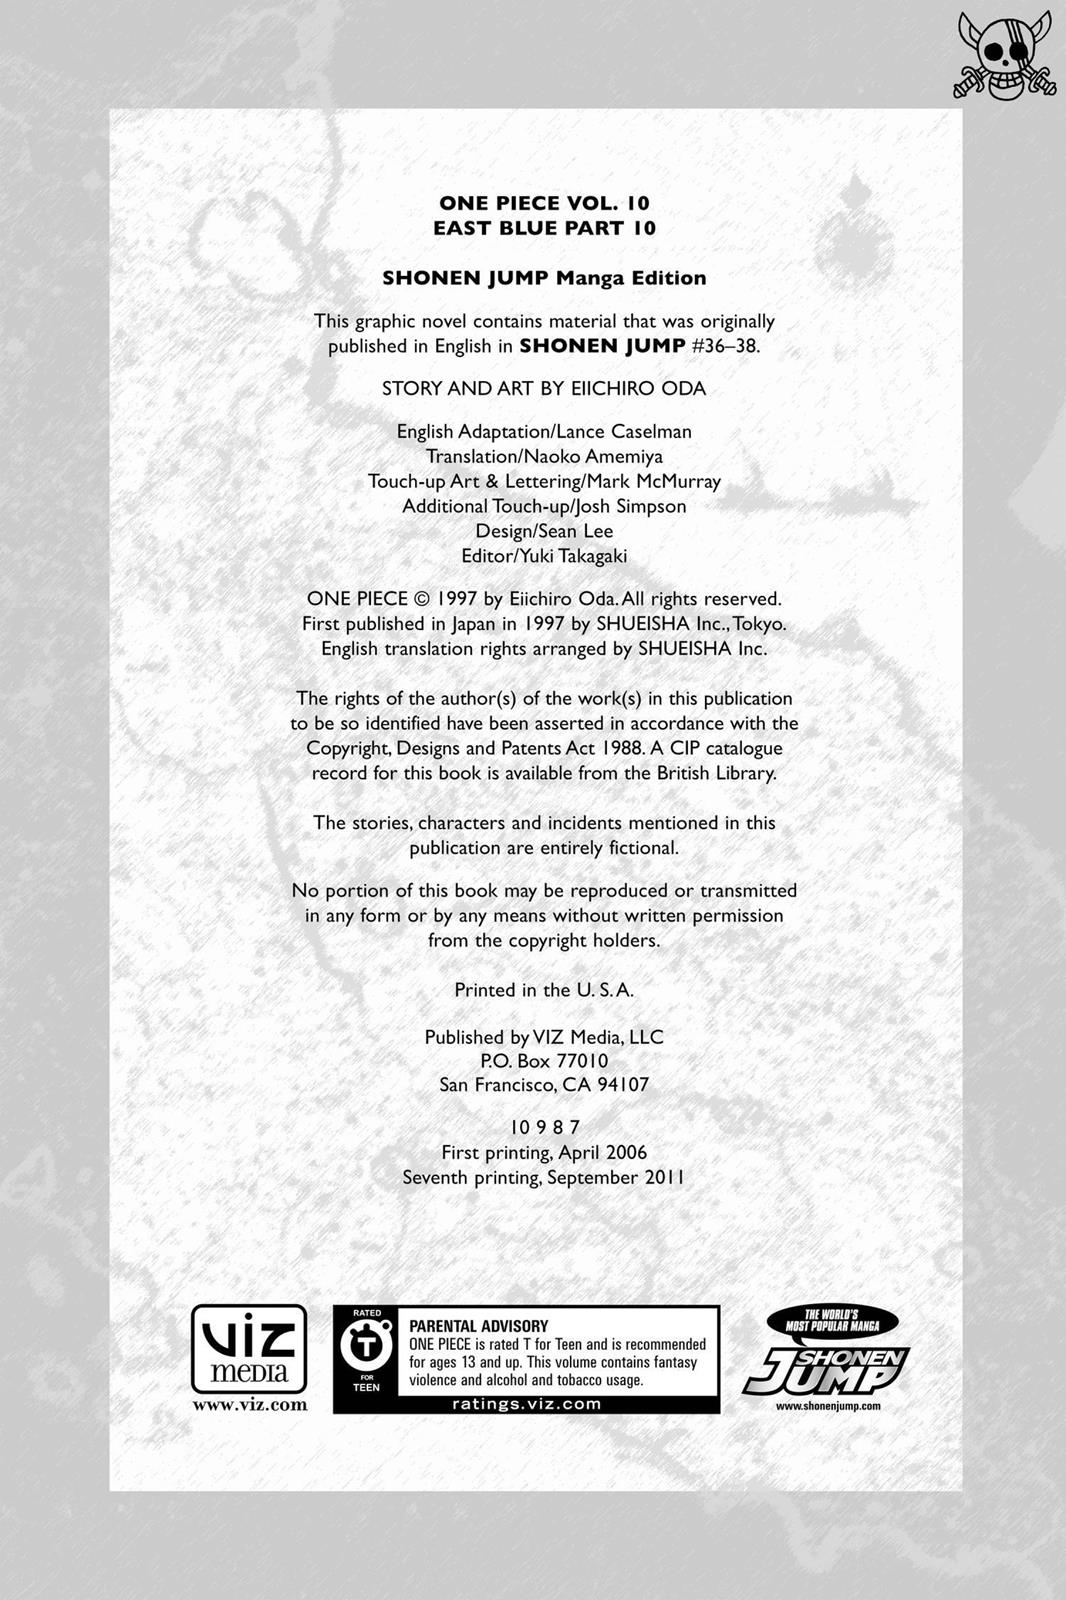 ONE PIECE VOL. 10
EAST BLUE PART 10
SHONEN JUMP Manga Edition
This graphic novel contains material that was originally
published in English in SHONEN JUMP #36–38.
STORY AND ART BY EIICHIRO ODA
English Adaptation/Lance Caselman
Translation/Naoko Amemiya
Touch-up Art & Lettering/Mark McMurray
Additional Touch-up/Josh Simpson
Design/Sean Lee
Editor/Yuki Takagaki
ONE PIECE © 1997 by Eiichiro Oda. All rights reserved.
First published in Japan in 1997 by SHUEISHA Inc., Tokyo.
English translation rights arranged by SHUEISHA Inc.
The rights of the author(s) of the work(s) in this publication
to be so identified have been asserted in accordance with the
Copyright, Designs and Patents Act 1988. A CIP catalogue
record for this book is available from the British Library.
The stories, characters and incidents mentioned in this
publication are entirely fictional.
No portion of this book may be reproduced or transmitted
in any form or by any means without written permission
from the copyright holders.
Printed in the U. S. A.
Published by VIZ Media, LLC
P.O. Box 77010
San Francisco, CA 94107
10 9 8 7
First printing, April 2006
Seventh printing, September 2011
viz
media
www.viz.com
RATED
T
FOR
TEEN
PARENTAL ADVISORY
ONE PIECE is rated T for Teen and is recommended
for ages 13 and up. This volume contains fantasy
violence and alcohol and tobacco usage.
ratings.viz.com
THE WORLD'S
MOST POPULAR MANGA
SHONEN
JUMP
www.shonenjump.com